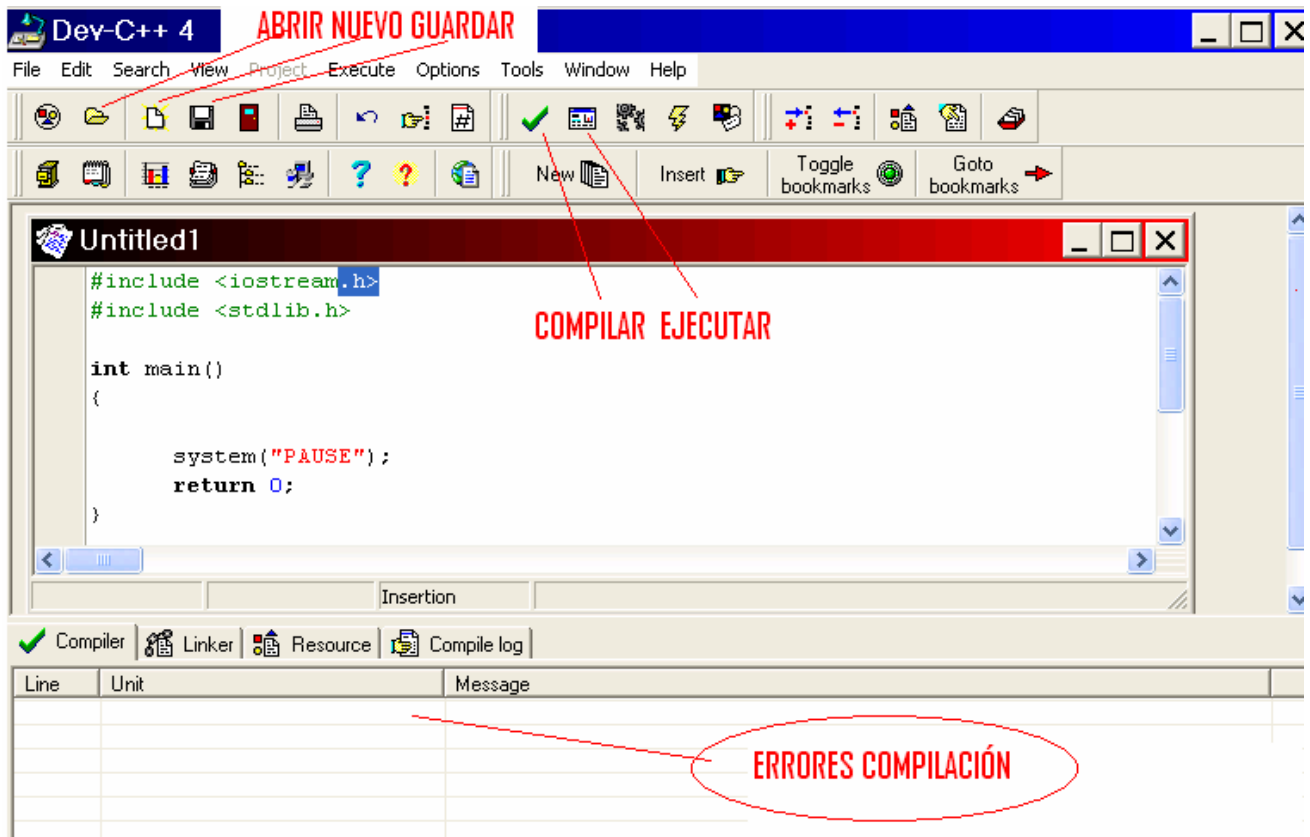 Dev-C++ 4
ABRIR NUEVO GUARDAR
File Edit Search View Project Execute Options Tools Window Help
New Insert Toggle bookmarks Goto bookmarks
Untitled1
#include <iostream.h>
#include <stdlib.h>
COMPILAR EJECUTAR
int main()
{
system("PAUSE");
return 0;
}
Insertion
Compiler Linker Resource Compile log
Line Unit Message
ERRORES COMPILACIÓN